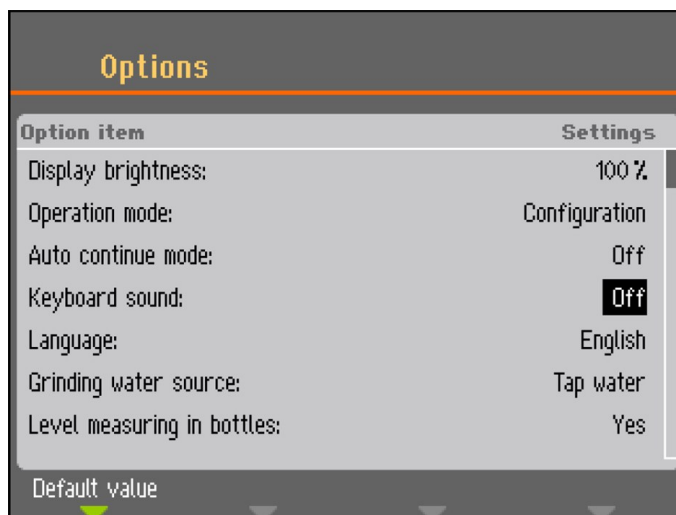 Options
Option item Settings
Display brightness: 100 %
Operation mode: Configuration
Auto continue mode: Off
Keyboard sound: Off
Language: English
Grinding water source: Tap water
Level measuring in bottles: Yes
Default value